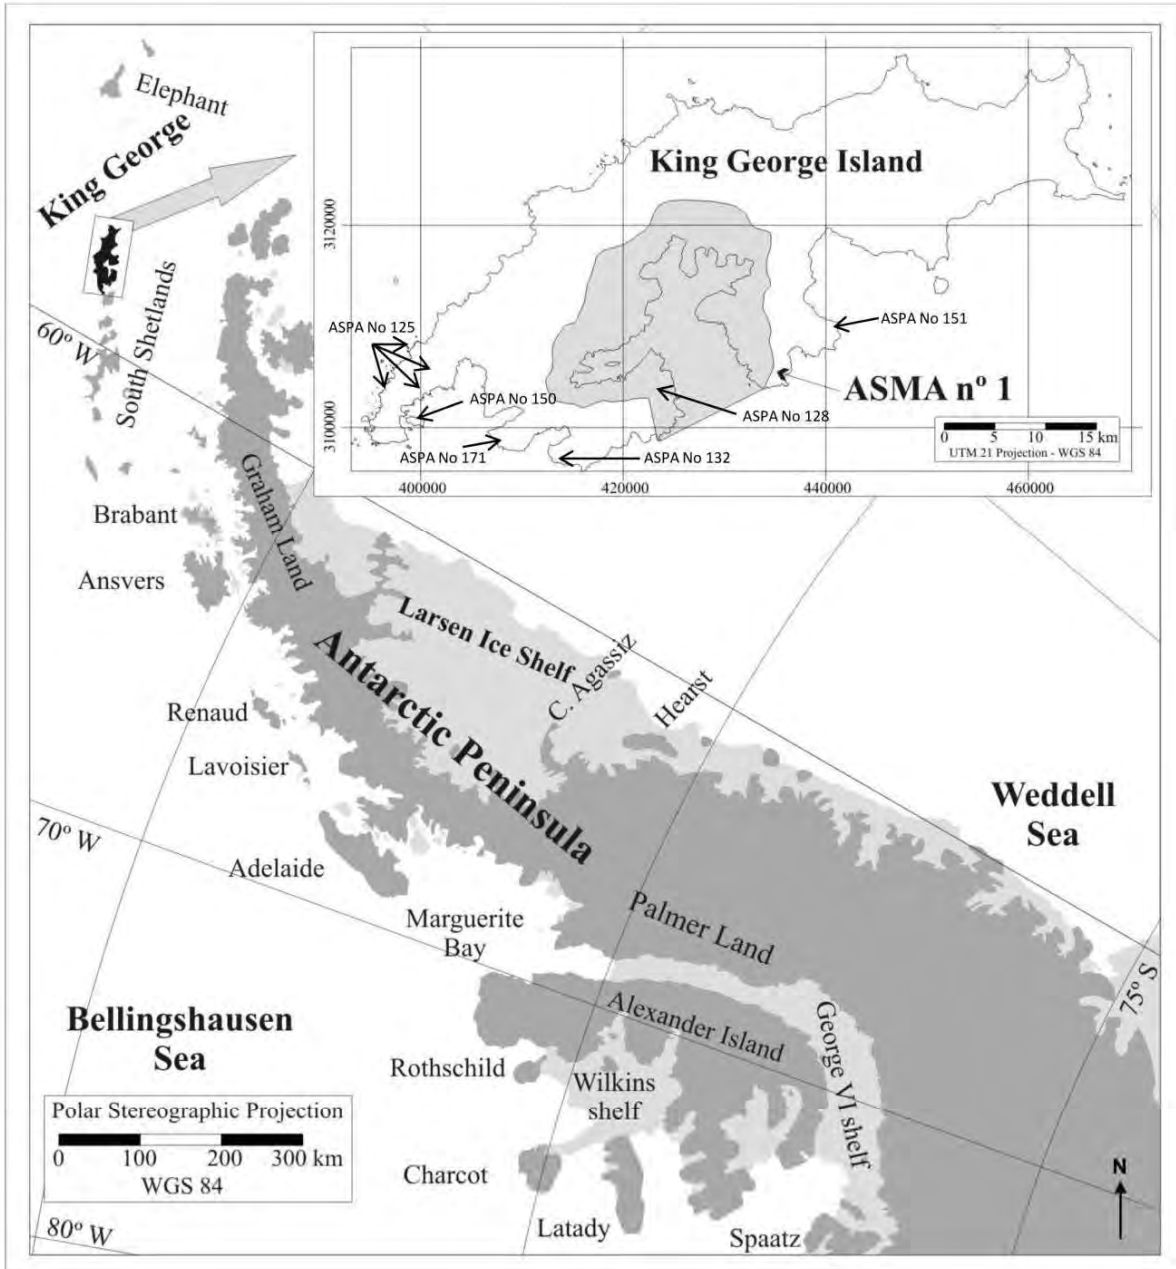 Elephant
King George
South Shetlands
60º W
King George Island
3120000
3100000
ASPA No 125
ASPA No 151
ASPA No 150
ASMA nº 1
ASPA No 128
ASPA No 171
ASPA No 132
0 5 10 15 km
UTM 21 Projection - WGS 84
400000 420000 440000 460000
Graham Land
Brabant
Ansvers
Larsen Ice Shelf
C. Agassiz
Hearst
Antarctic Peninsula
Renaud
Lavoisier
Weddell
Sea
70º W
Adelaide
Marguerite
Bay
Palmer Land
75º S
Bellingshausen
Sea
Alexander Island
George VI shelf
Rothschild
Wilkins
shelf
Polar Stereographic Projection
0 100 200 300 km
WGS 84
Charcot
Latady
Spaatz
N
80º W